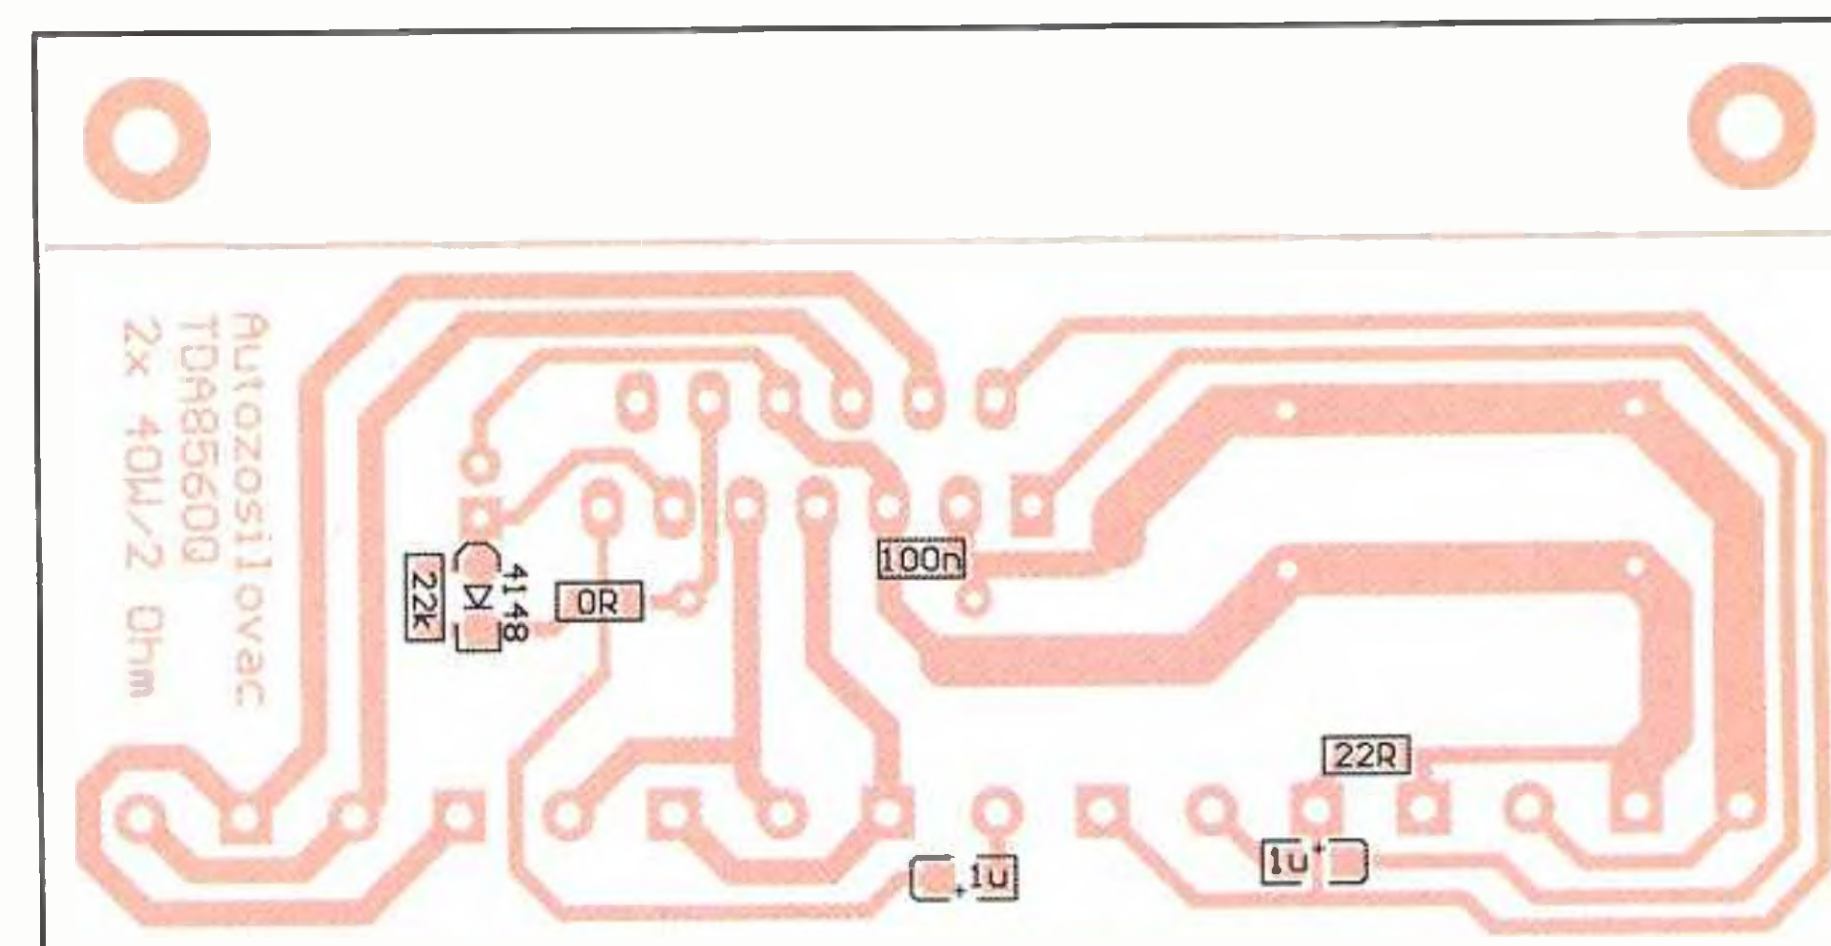 Autozosilovac
TDA8560Q
2x 40W/2 Ohm
22k
4148
0R
100n
22R
1u
+
1u
+